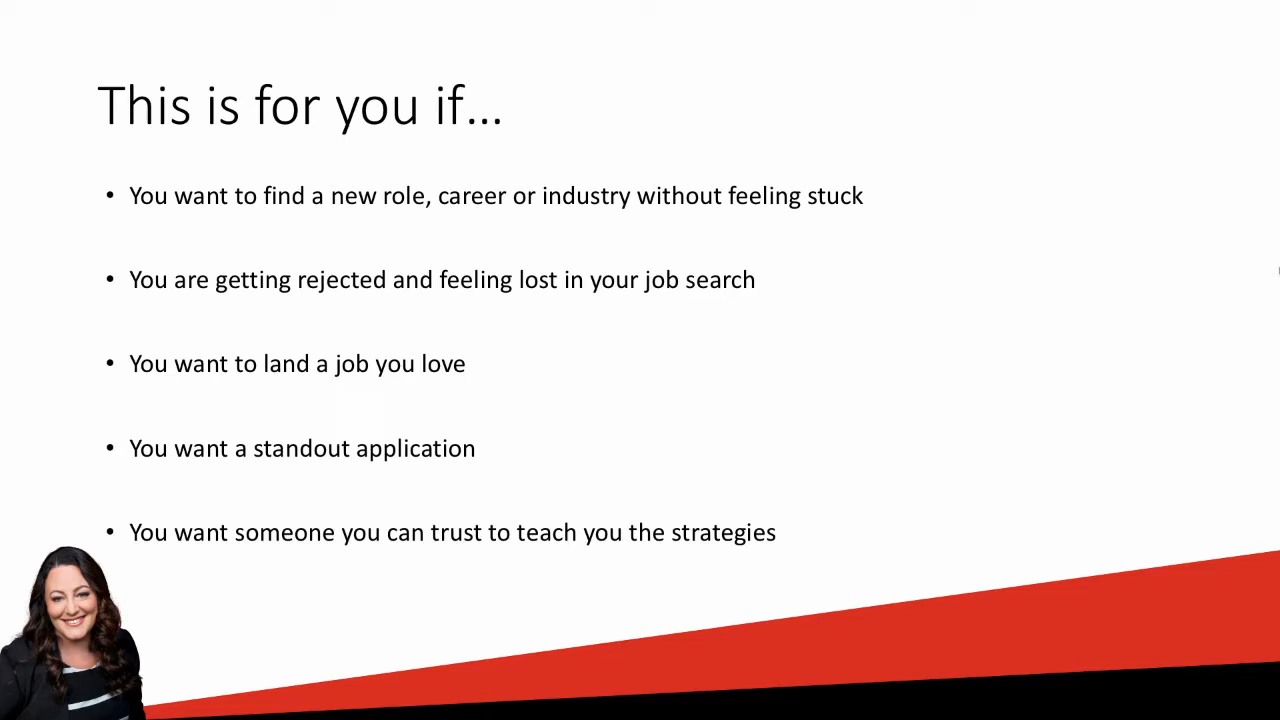 This is for you if...
• You want to find a new role, career or industry without feeling stuck
• You are getting rejected and feeling lost in your job search
• You want to land a job you love
• You want a standout application
• You want someone you can trust to teach you the strategies